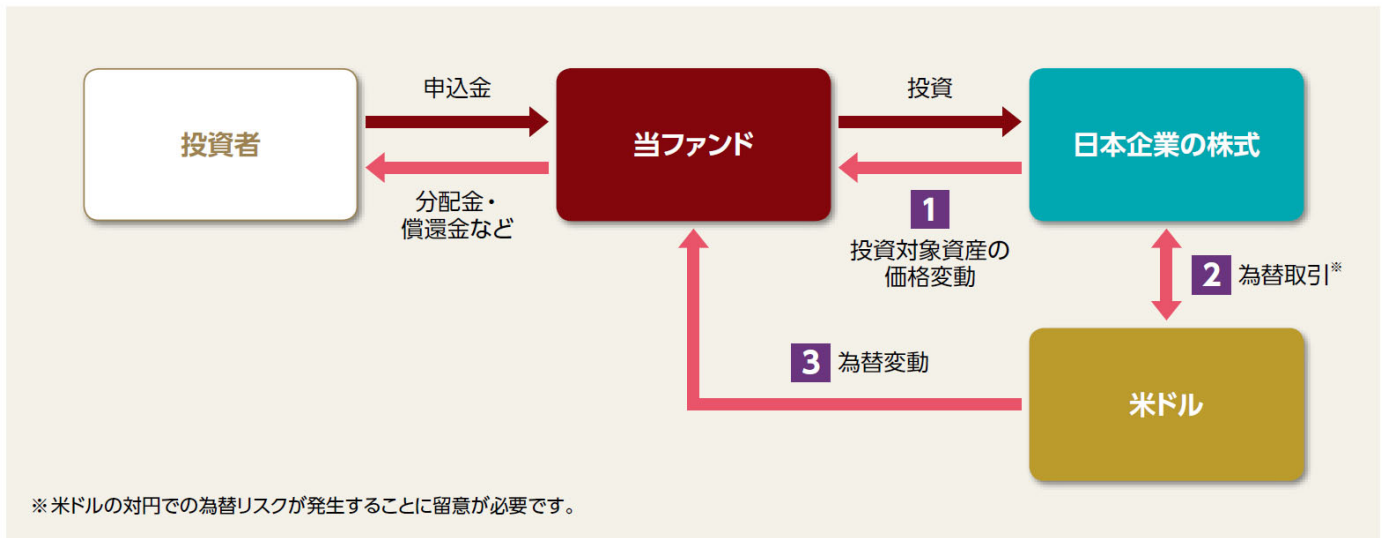 申込金
投資
投資者
当ファンド
日本企業の株式
分配金・
償還金など
1
投資対象資産の
価格変動
2 為替取引※
3 為替変動
米ドル
※米ドルの対円での為替リスクが発生することに留意が必要です。